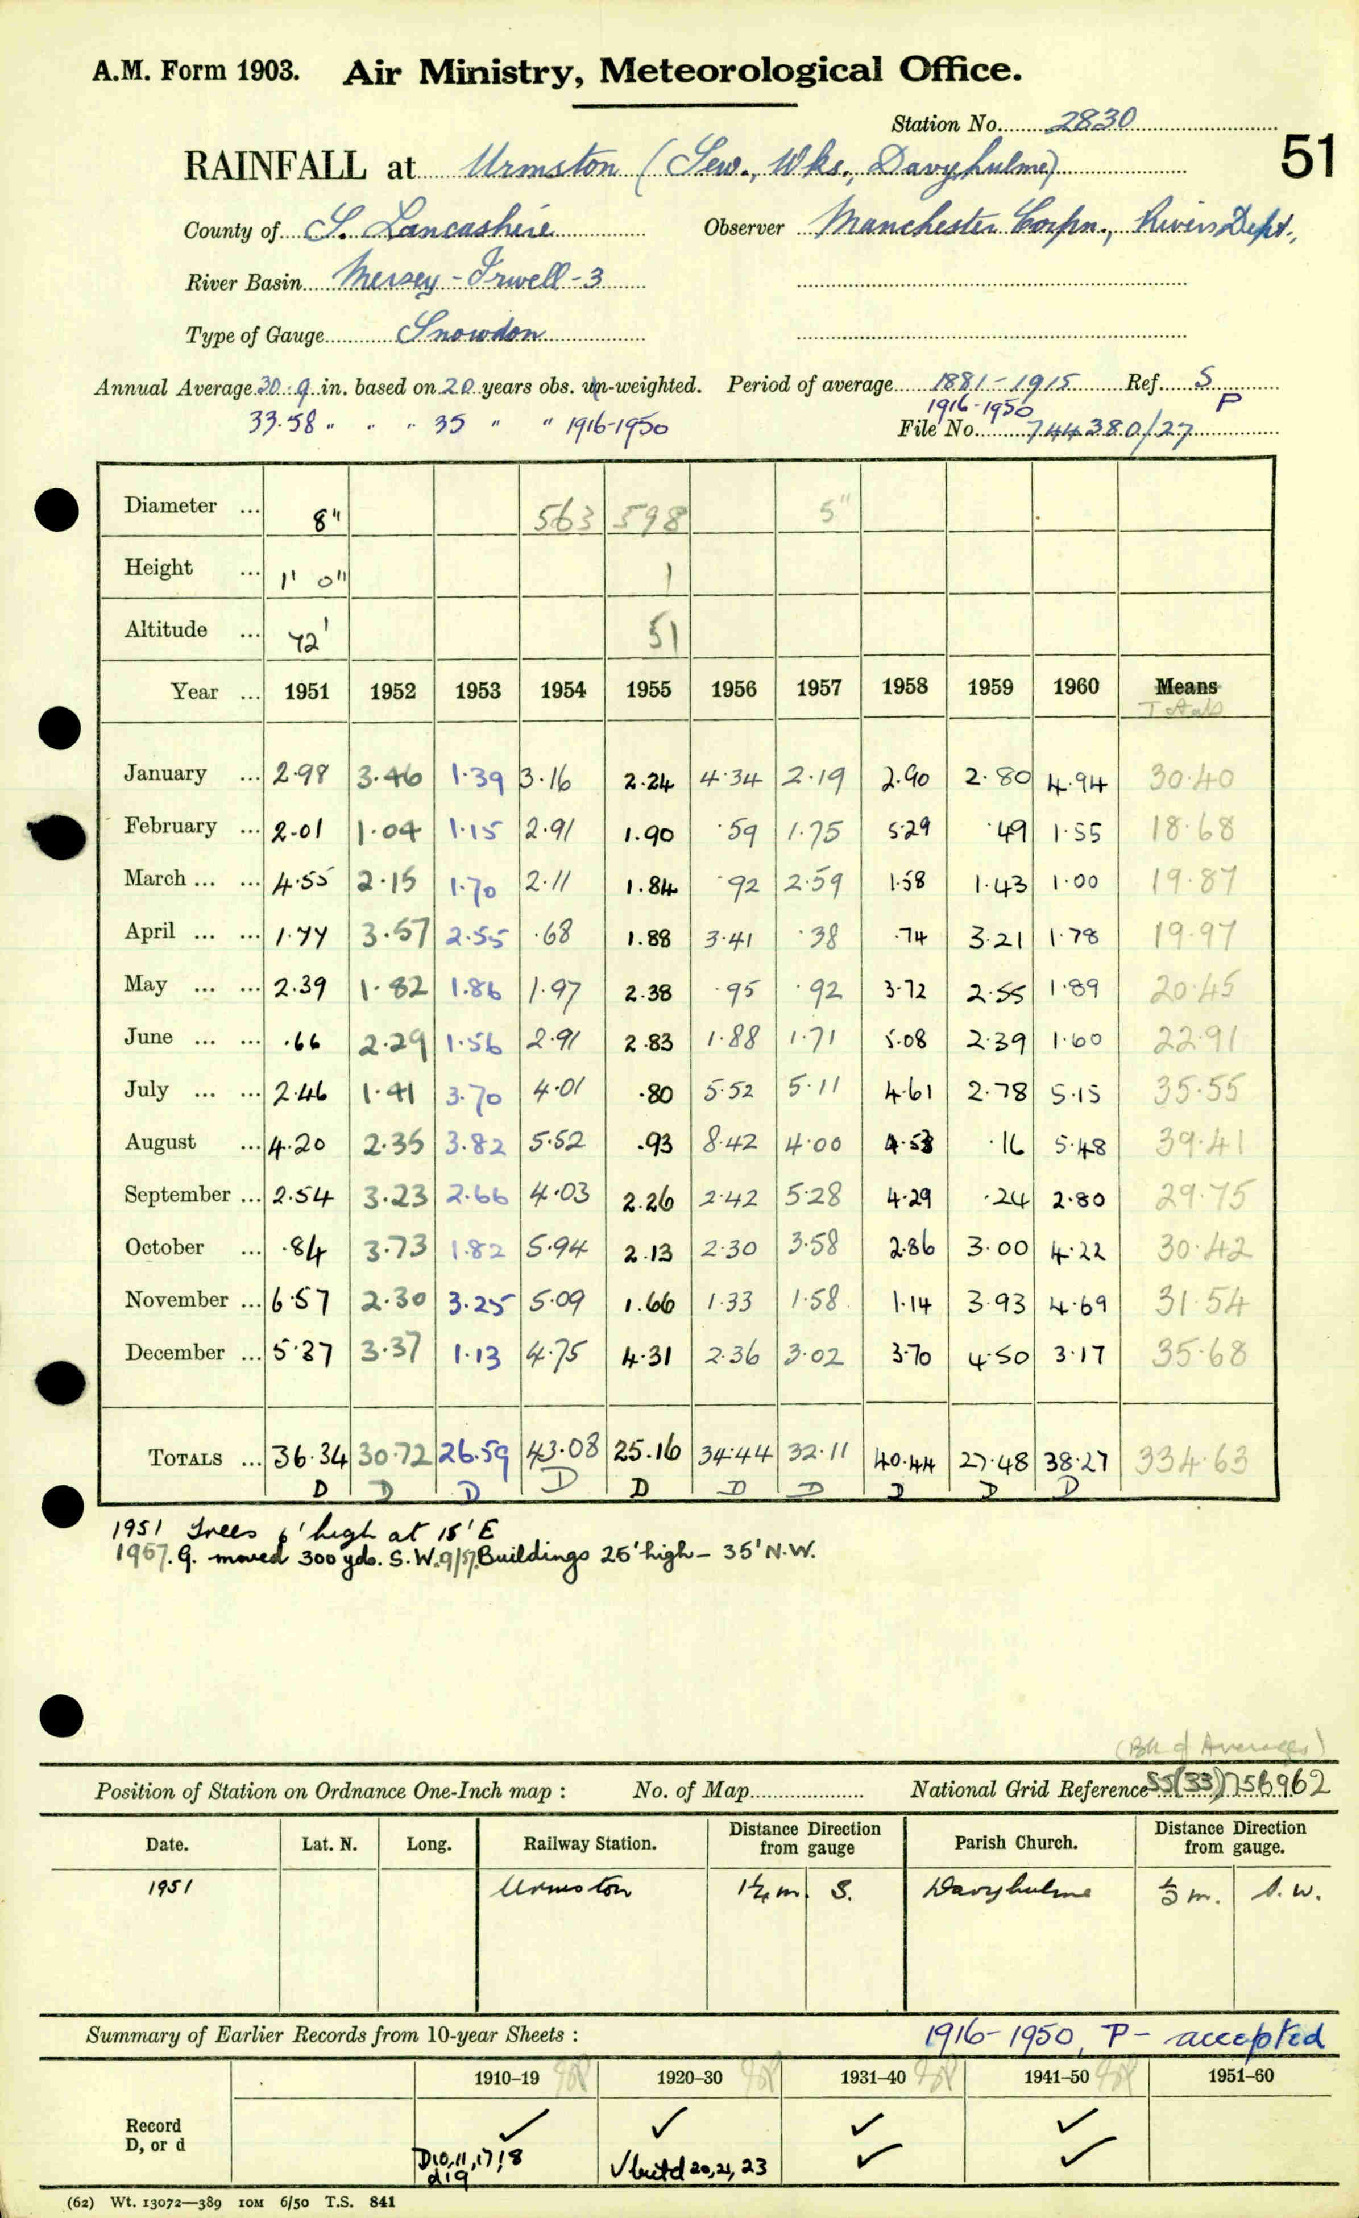 A.M. Form 1903. Air Ministry, Meteorological Office.
Station No. 2830
51
RAINFALL at Urmston (Sew., Wks., Davyhulme)
County of S. Lancashire Observer Manchester Corpn., Rivers Dept.,
River Basin Mersey-Irwell-3
Type of Gauge Snowdon
Annual Average 30.9 in. based on 20 years obs. un-weighted. Period of average 1881-1915 Ref. S
1916-1950 P
33.58 " " " 35 " " 1916-1950 File No. 744380/27
Diameter ... 8" 563 598 5"
Height ... 1' 0" 1
Altitude ... 72' 51
Year ... 1951 1952 1953 1954 1955 1956 1957 1958 1959 1960 Means
Totals
January ... 2.98 3.46 1.39 3.16 2.24 4.34 2.19 2.90 2.80 4.94 30.40
February ... 2.01 1.04 1.15 2.91 1.90 .59 1.75 5.29 .49 1.55 18.68
March ... ... 4.55 2.15 1.70 2.11 1.84 .92 2.59 1.58 1.43 1.00 19.87
April ... ... 1.77 3.57 2.55 .68 1.88 3.41 .38 .74 3.21 1.78 19.97
May ... ... 2.39 1.82 1.86 1.97 2.38 .95 .92 3.72 2.55 1.89 20.45
June ... ... .66 2.29 1.56 2.91 2.83 1.88 1.71 5.08 2.39 1.60 22.91
July ... ... 2.46 1.41 3.70 4.01 .80 5.52 5.11 4.61 2.78 5.15 35.55
August ... 4.20 2.35 3.82 5.52 .93 8.42 4.00 4.53 .16 5.48 39.41
September ... 2.54 3.23 2.66 4.03 2.26 2.42 5.28 4.29 .24 2.80 29.75
October ... .84 3.73 1.82 5.94 2.13 2.30 3.58 2.86 3.00 4.22 30.42
November ... 6.57 2.30 3.25 5.09 1.66 1.33 1.58 1.14 3.93 4.69 31.54
December ... 5.37 3.37 1.13 4.75 4.31 2.36 3.02 3.70 4.50 3.17 35.68
TOTALS ... 36.34 30.72 26.59 43.08 25.16 34.44 32.11 40.44 27.48 38.27 334.63
D D D D D D D D D D
1951 Trees 6' high at 15' E
1957. G. moved 300 yds. S.W. 9/57. Buildings 25' high - 35' N.W.
(Bk of Averages)
Position of Station on Ordnance One-Inch map : No. of Map National Grid Reference (33) 756962
Date. Lat. N. Long. Railway Station. Distance from Direction gauge Parish Church. Distance from Direction gauge.
1951 Urmston 1¼ m. S. Davyhulme ⅓ m. S.W.
Summary of Earlier Records from 10-year Sheets : 1916-1950, P- accepted
1910–19 1920–30 1931–40 1941–50 1951–60
Record ✓ ✓ ✓ ✓
D, or d D10,11,17,18 ✓ but d 20,21,23 ✓ ✓
d19
(62) Wt. 13072—389 10M 6/50 T.S. 841